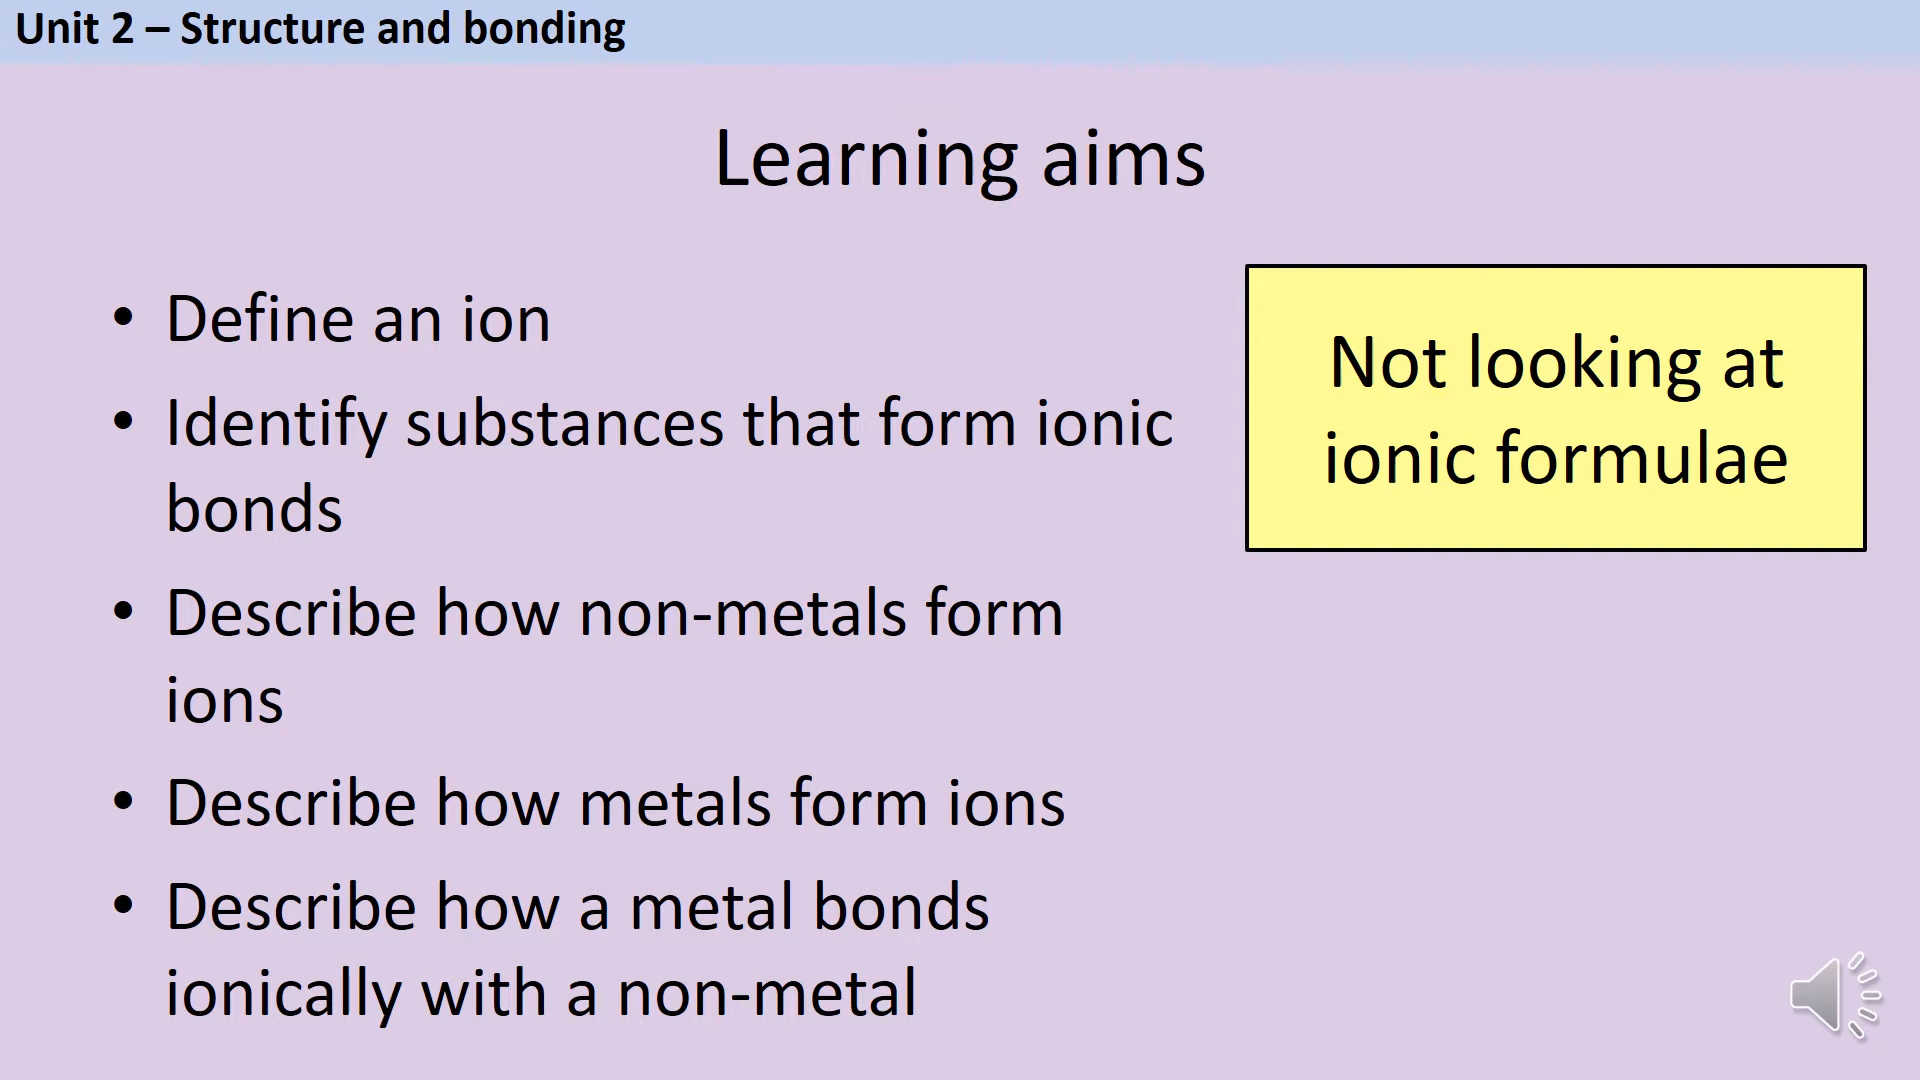 Unit 2 – Structure and bonding
Learning aims
• Define an ion
• Identify substances that form ionic
bonds
• Describe how non-metals form
ions
• Describe how metals form ions
• Describe how a metal bonds
ionically with a non-metal
Not looking at
ionic formulae